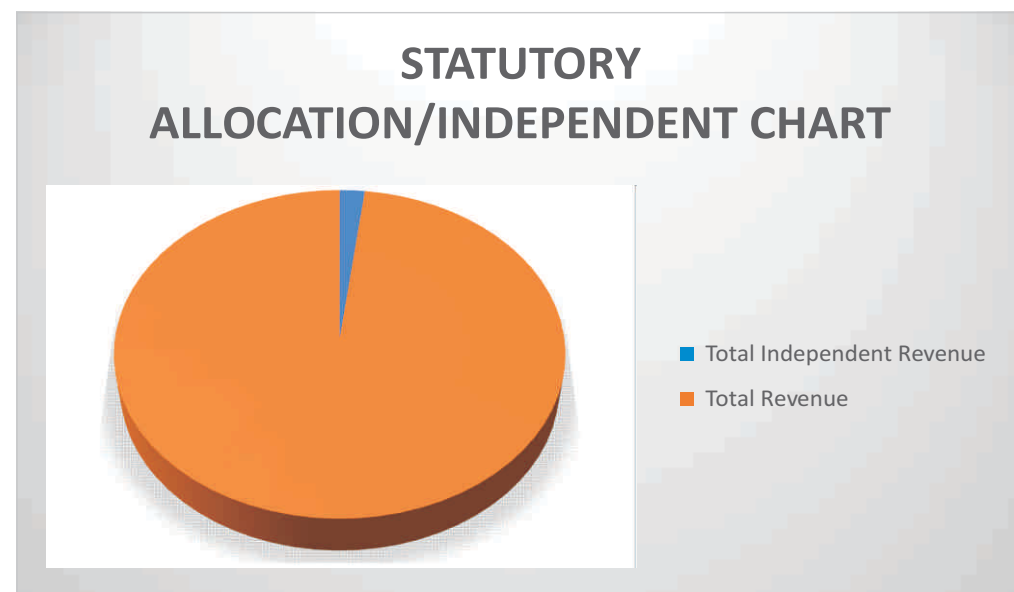 STATUTORY
ALLOCATION/INDEPENDENT CHART
Total Independent Revenue
Total Revenue